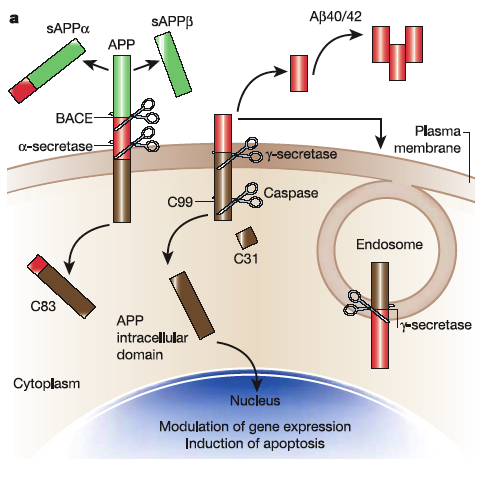 a
sAPPα
APP
sAPPβ
Aβ40/42
BACE
α-secretase
γ-secretase
Plasma
membrane
C99
Caspase
C31
Endosome
C83
APP
intracellular
domain
γ-secretase
Cytoplasm
Nucleus
Modulation of gene expression
Induction of apoptosis